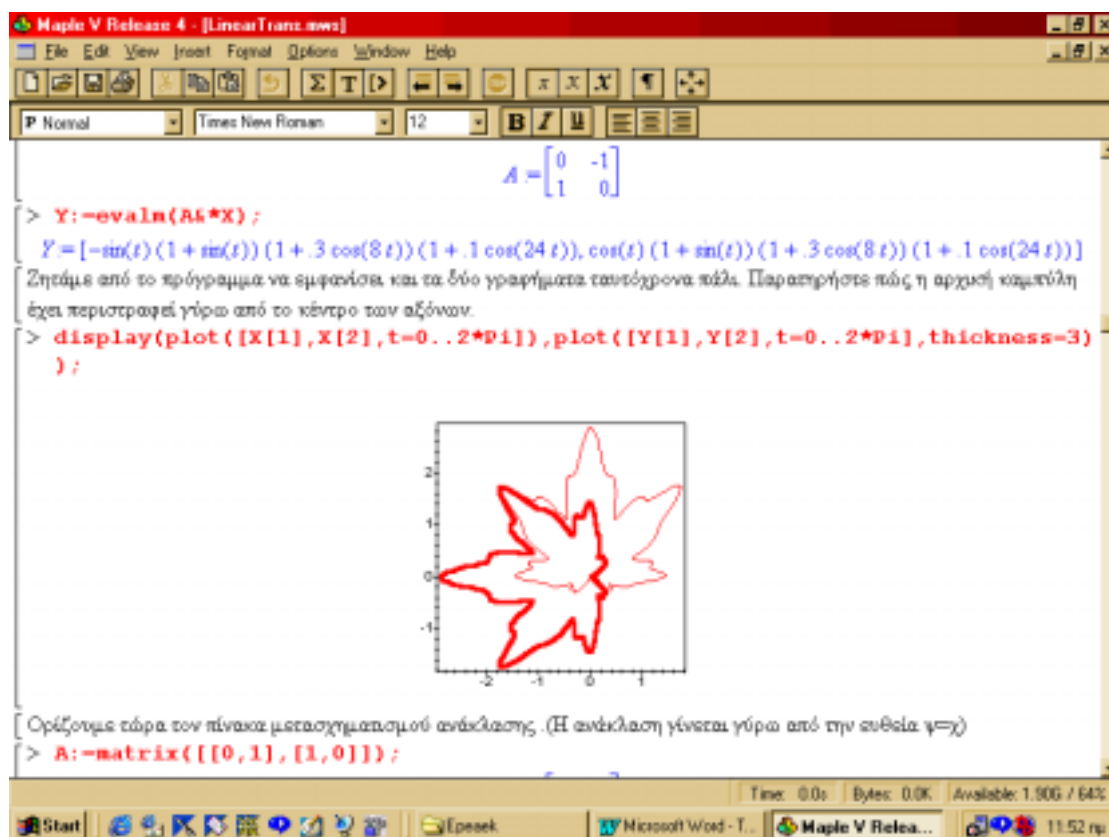 Maple V Release 4 - [LinearTrans.mws]
File Edit View Insert Format Options Window Help
P Normal Times New Roman 12 B I U
A := [0 -1
1 0]
> Y:=evalm(A&*X);
Y := [-sin(t) (1 + sin(t)) (1 + .3 cos(8 t)) (1 + .1 cos(24 t)), cos(t) (1 + sin(t)) (1 + .3 cos(8 t)) (1 + .1 cos(24 t))]
Ζητάμε από το πρόγραμμα να εμφανίσει και τα δύο γραφήματα ταυτόχρονα πάλι. Παρατηρήστε πώς η αρχική καμπύλη
έχει περιστραφεί γύρω από το κέντρο των αξόνων.
> display(plot([X[1],X[2],t=0..2*Pi]),plot([Y[1],Y[2],t=0..2*Pi],thickness=3)
);
2
1
0
-1
-2 -1 0 1
Ορίζουμε τώρα τον πίνακα μετασχηματισμού ανάκλασης .(Η ανάκλαση γίνεται γύρω από την ευθεία ψ=χ)
> A:=matrix([[0,1],[1,0]]);
Time: 0.0s Bytes: 0.0K Available: 1.90G / 64%
Start Epeaek Microsoft Word - T... Maple V Relea... 11:52 πμ